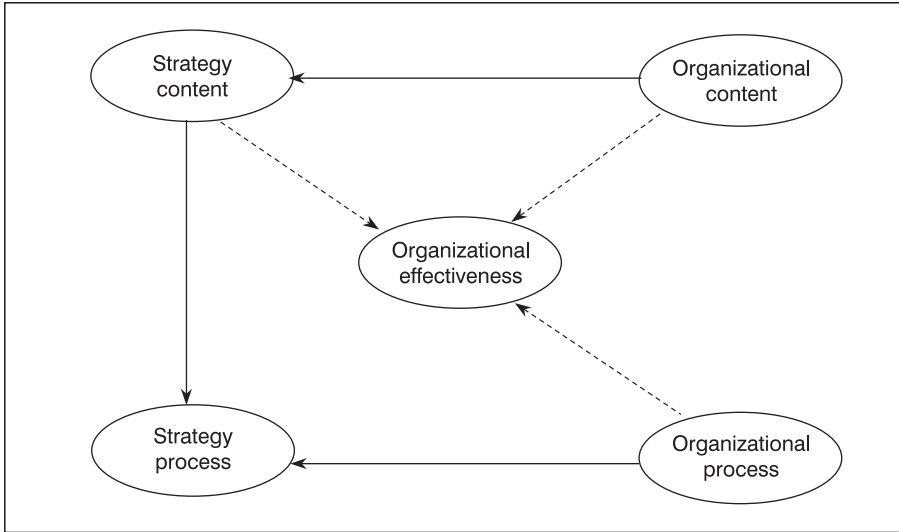 Strategy
content
Organizational
content
Organizational
effectiveness
Strategy
process
Organizational
process